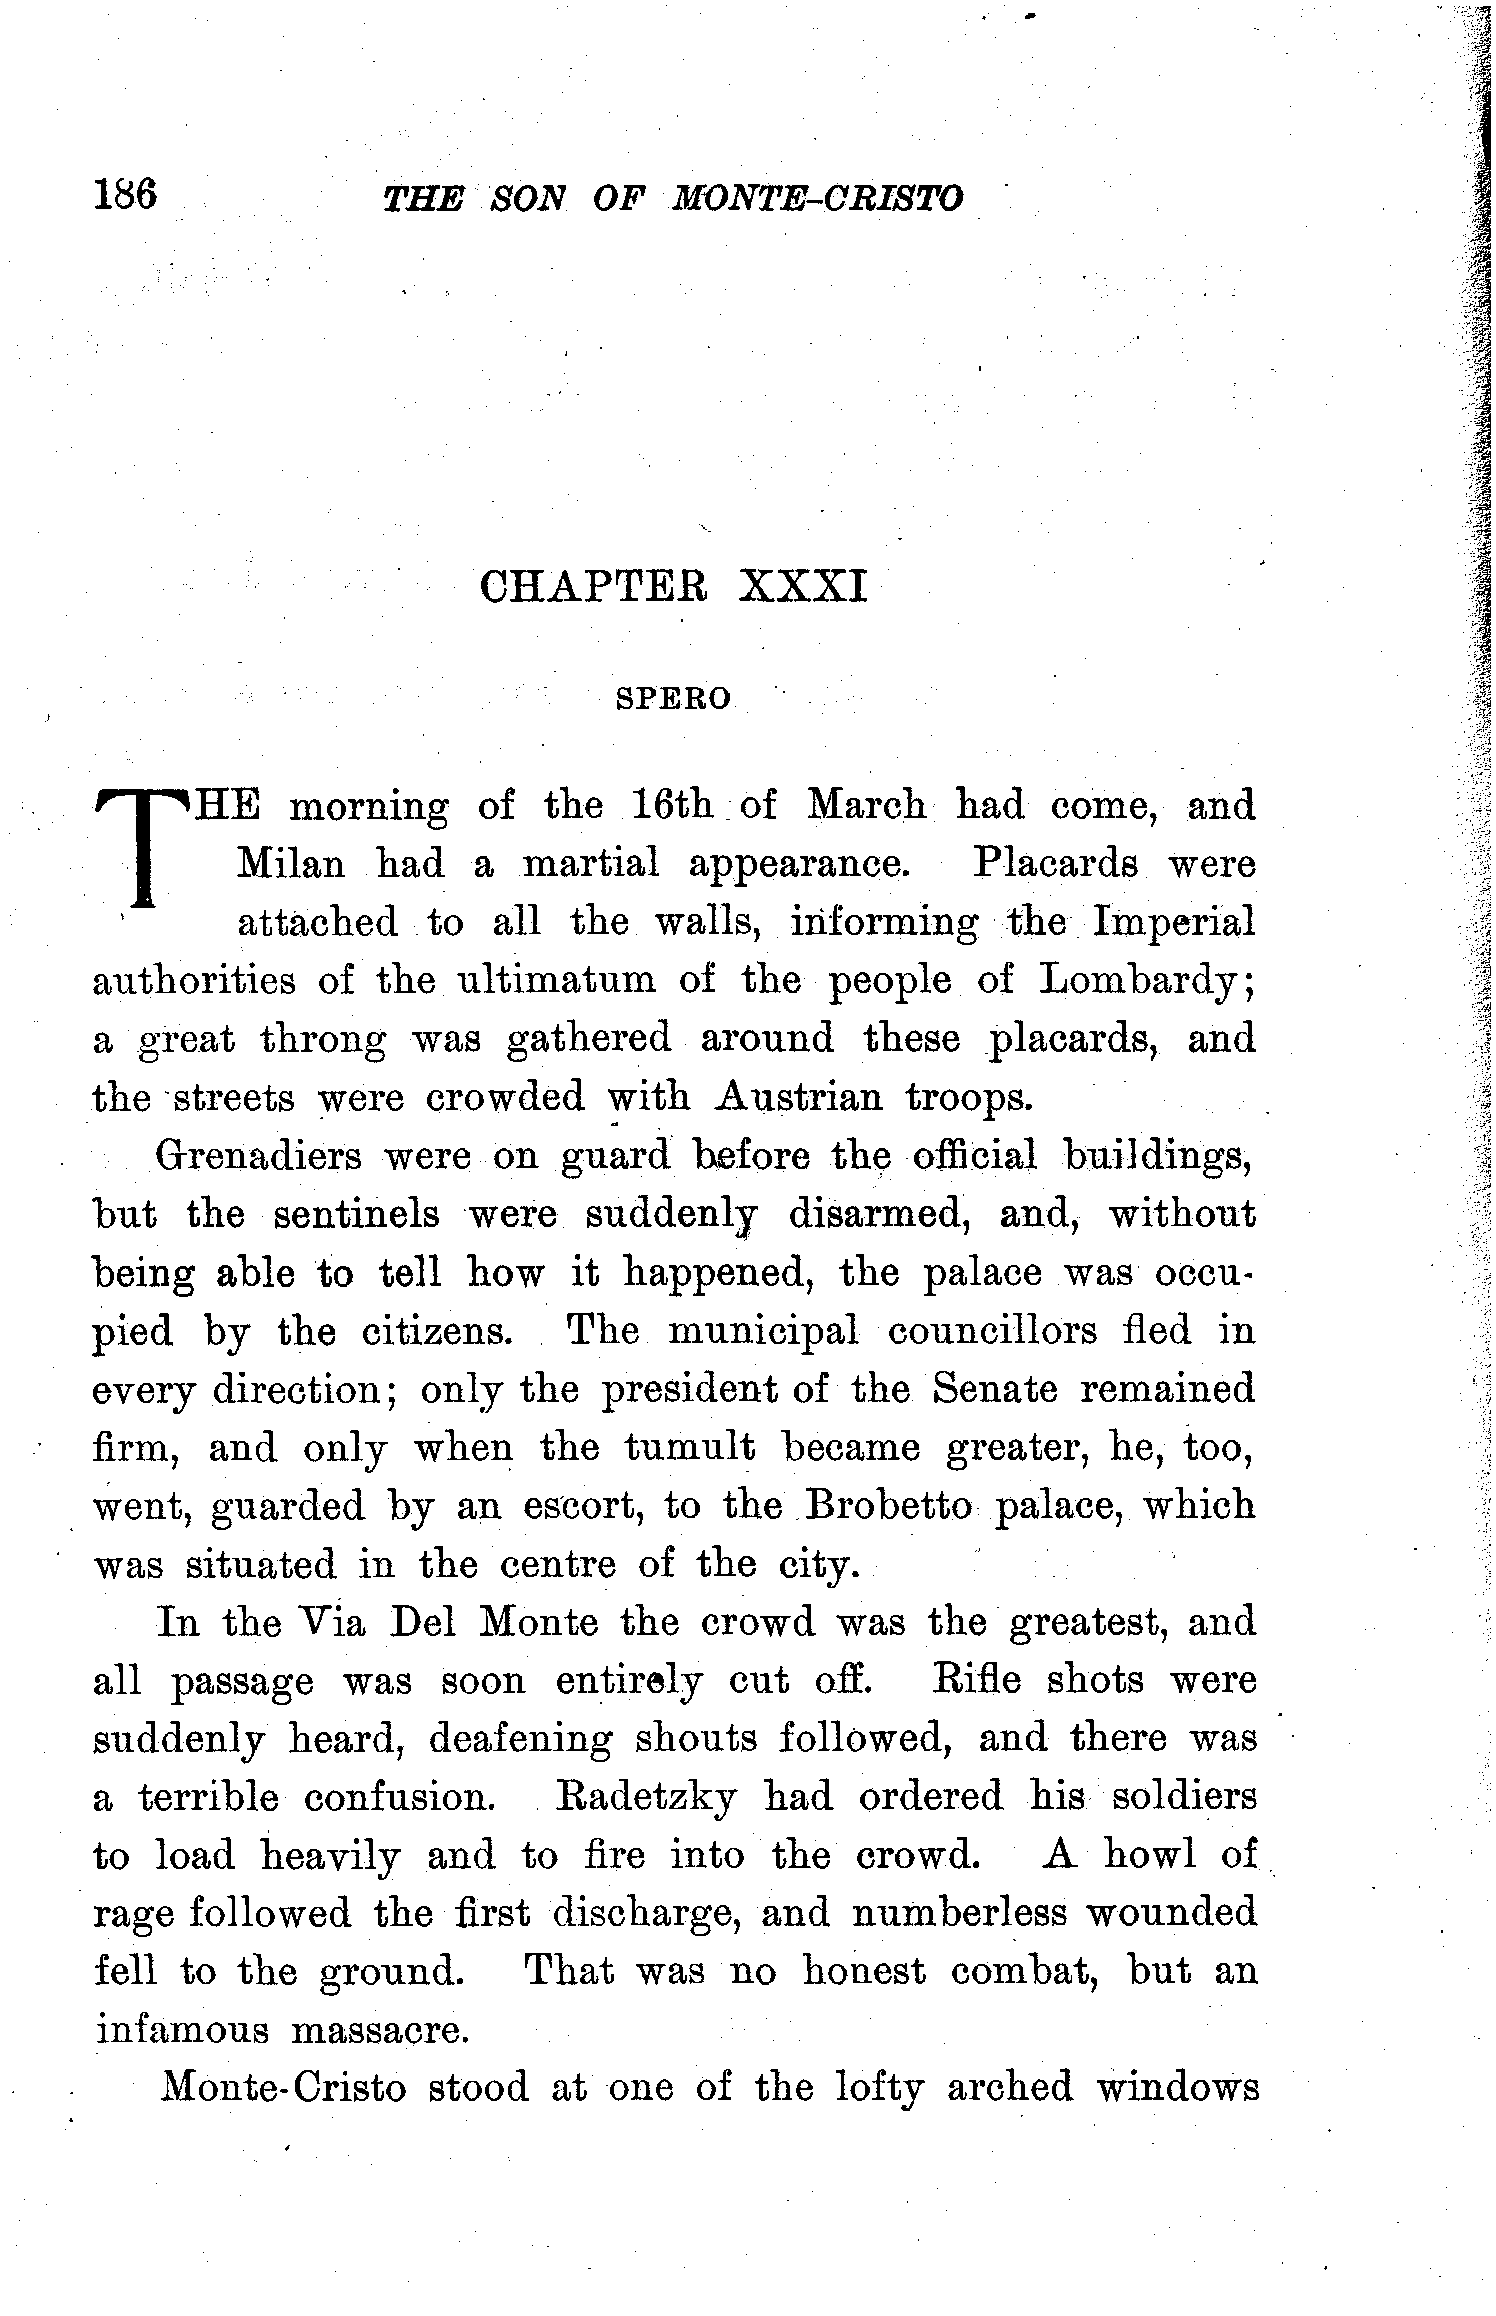 186 THE SON OF MONTE-CRISTO
CHAPTER XXXI
SPERO
THE morning of the 16th of March had come, and
Milan had a martial appearance. Placards were
attached to all the walls, informing the Imperial
authorities of the ultimatum of the people of Lombardy;
a great throng was gathered around these placards, and
the streets were crowded with Austrian troops.
Grenadiers were on guard before the official buildings,
but the sentinels were suddenly disarmed, and, without
being able to tell how it happened, the palace was occu-
pied by the citizens. The municipal councillors fled in
every direction; only the president of the Senate remained
firm, and only when the tumult became greater, he, too,
went, guarded by an escort, to the Brobetto palace, which
was situated in the centre of the city.
In the Via Del Monte the crowd was the greatest, and
all passage was soon entirely cut off. Rifle shots were
suddenly heard, deafening shouts followed, and there was
a terrible confusion. Radetzky had ordered his soldiers
to load heavily and to fire into the crowd. A howl of
rage followed the first discharge, and numberless wounded
fell to the ground. That was no honest combat, but an
infamous massacre.
Monte-Cristo stood at one of the lofty arched windows